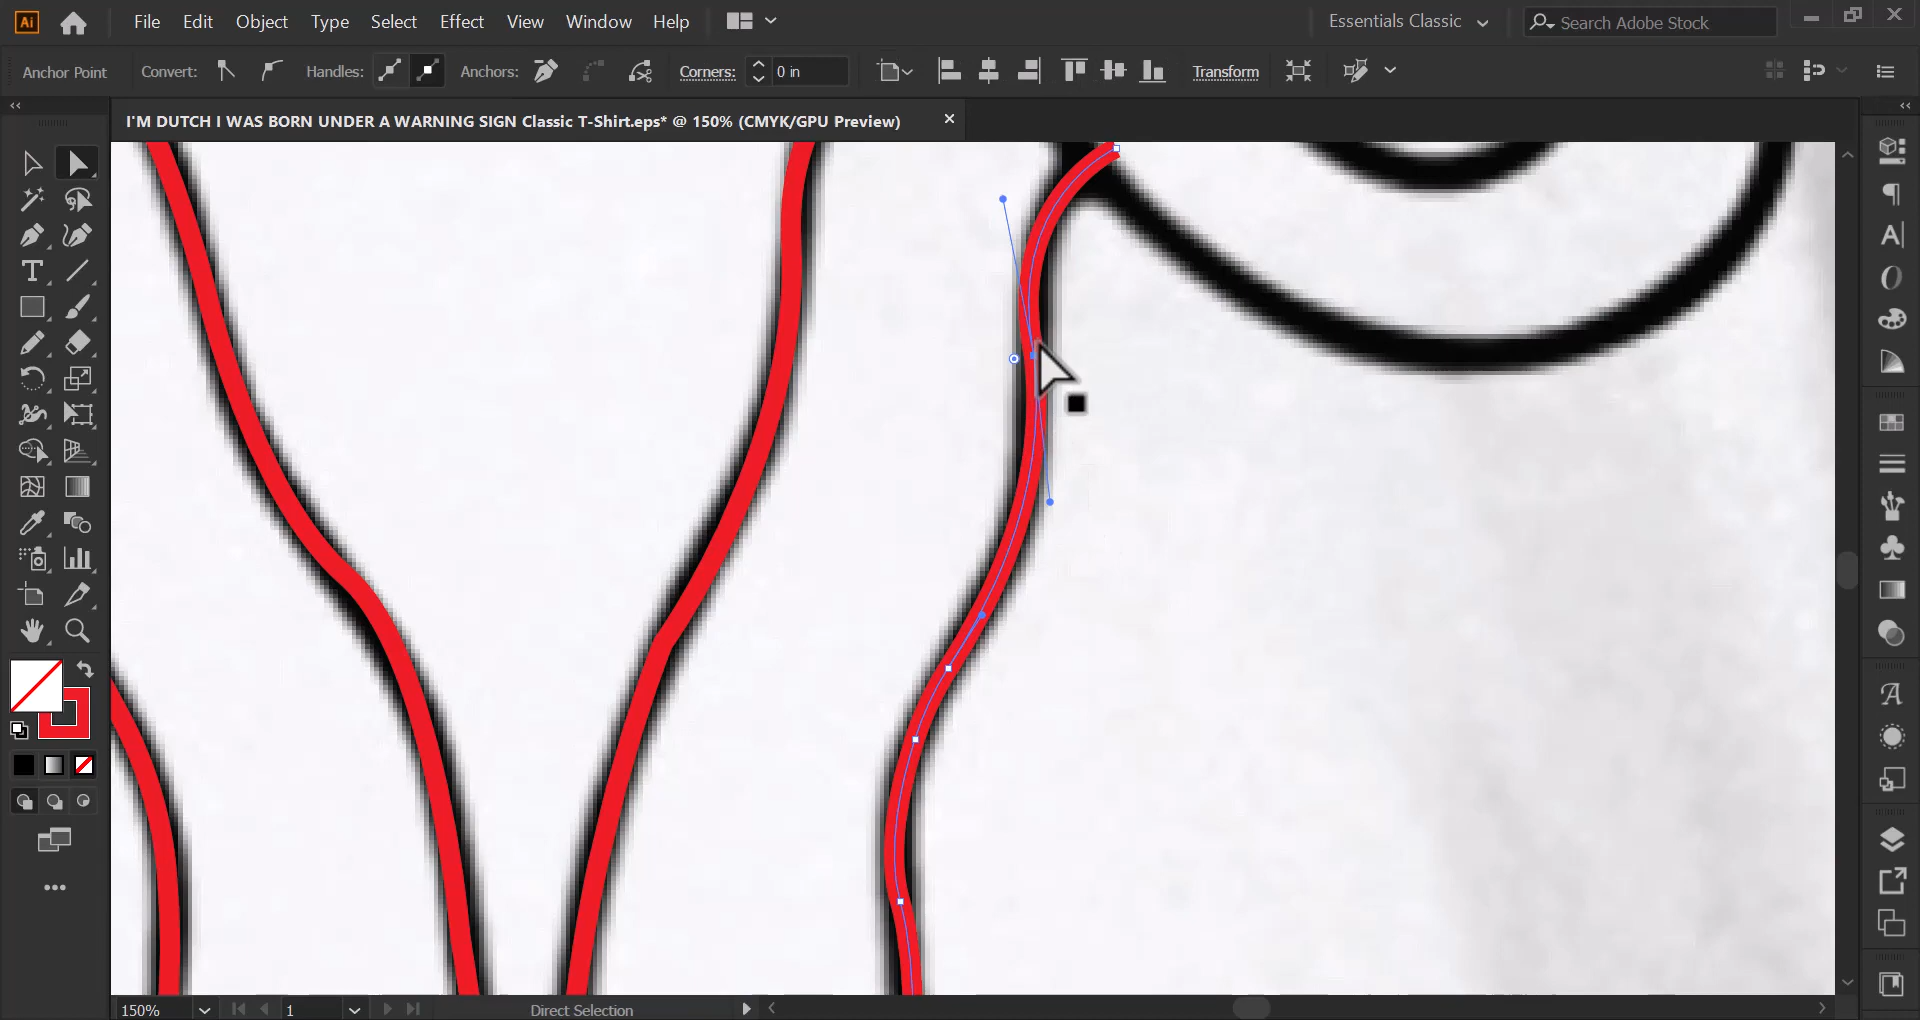 Ai File Edit Object Type Select Effect View Window Help Essentials Classic Search Adobe Stock
Anchor Point Convert: Handles: Anchors: Corners: 0 in Transform
I'M DUTCH I WAS BORN UNDER A WARNING SIGN Classic T-Shirt.eps* @ 150% (CMYK/GPU Preview)
150% 1 Direct Selection